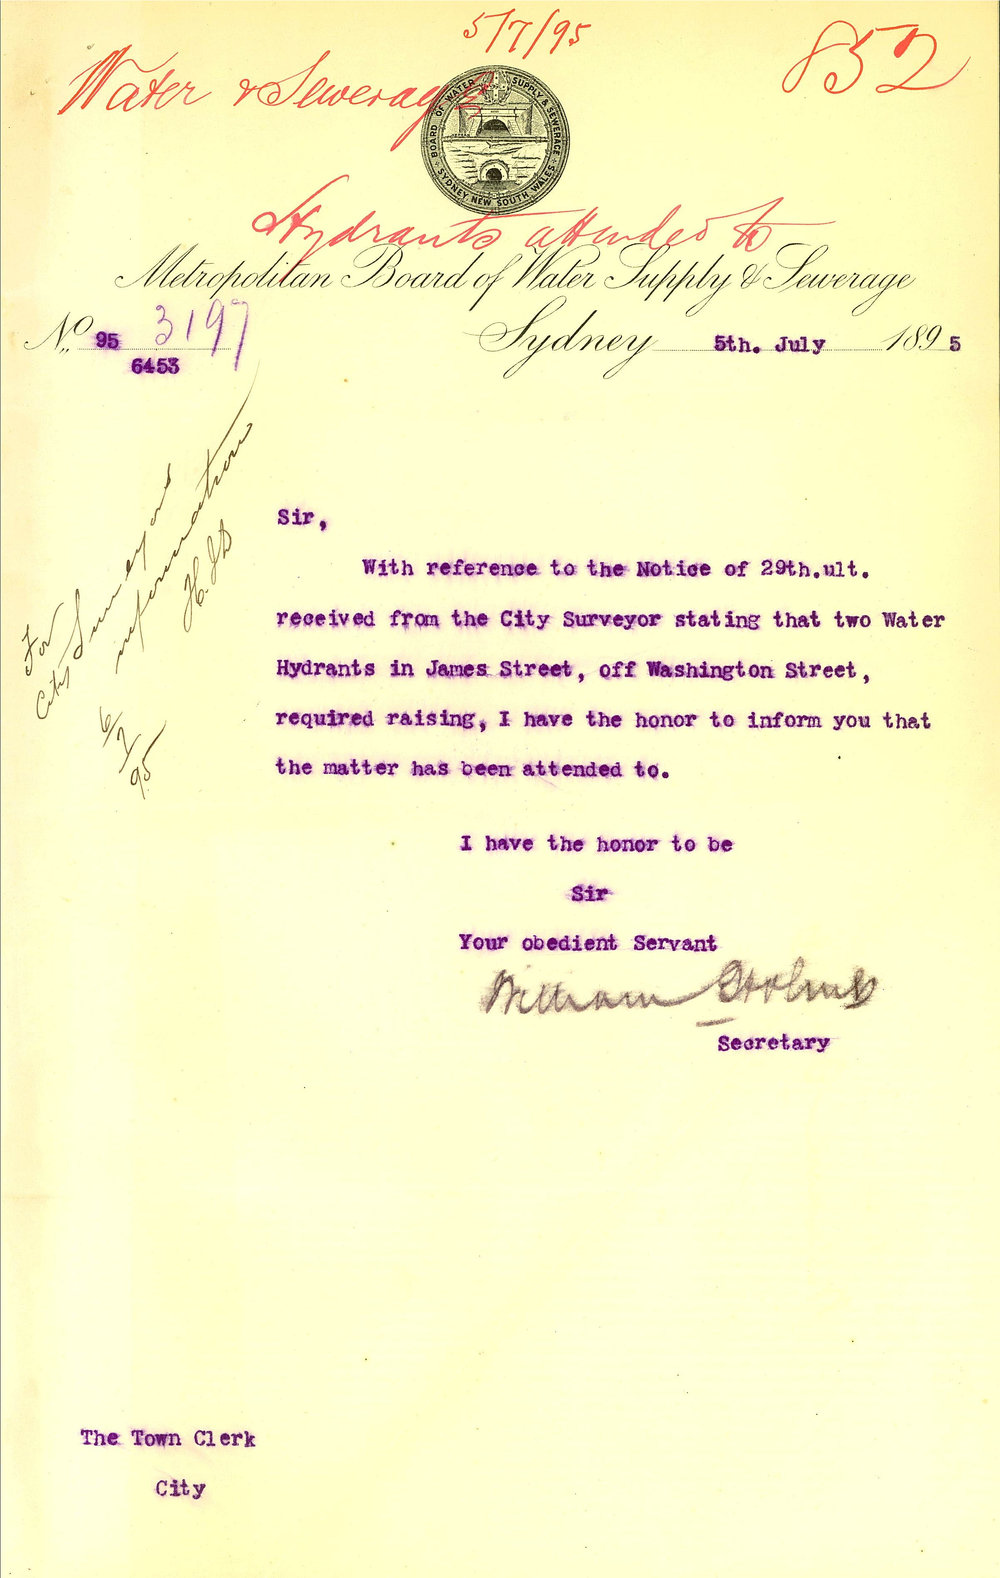 5/7/95
852
Water & Sewerage
BOARD OF WATER SUPPLY & SEWERAGE
SYDNEY, NEW SOUTH WALES
Hydrants attended to
Metropolitan Board of Water Supply & Sewerage
No. 95 3197
6453
Sydney 5th. July 1895
For
City Surveyors
information
H.J.D
6/7/95
Sir,
With reference to the Notice of 29th.ult.
received from the City Surveyor stating that two Water
Hydrants in James Street, off Washington Street,
required raising, I have the honor to inform you that
the matter has been attended to.
I have the honor to be
Sir
Your obedient Servant
William Holmes
Secretary
The Town Clerk
City